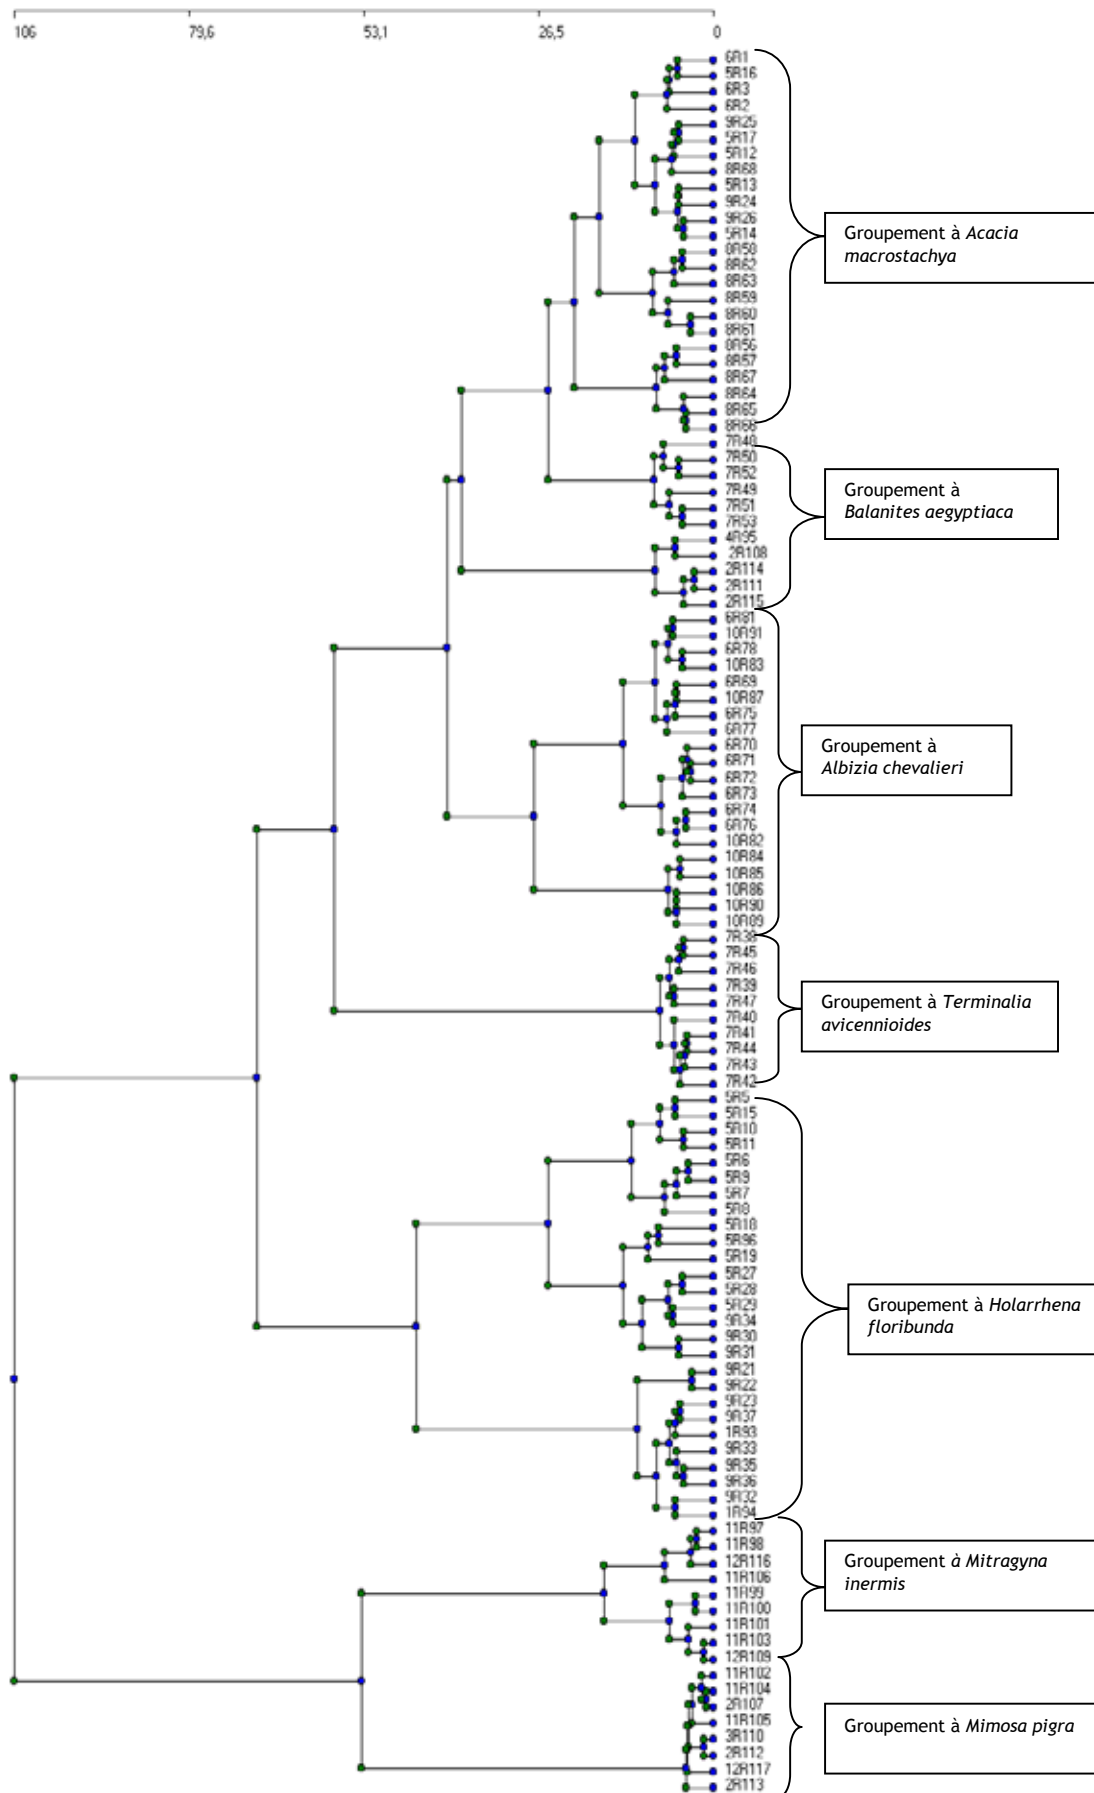 106 79,6 53,1 26,5 0
6R1
5R16
6R3
6R2
9R25
5R17
5R12
8R68
5R13
9R24
9R26
5R14
8R58
8R62
8R63
8R59
8R60
8R61
8R56
8R57
8R67
8R64
8R65
8R66
Groupement à Acacia
macrostachya
7R48
7R50
7R52
7R49
7R51
7R53
4R95
2R108
2R114
2R111
2R115
Groupement à
Balanites aegyptiaca
6R81
10R91
6R78
10R83
6R69
10R87
6R75
6R77
6R70
6R71
6R72
6R73
6R74
6R76
10R82
10R84
10R85
10R86
10R90
10R89
Groupement à
Albizia chevalieri
7R38
7R45
7R46
7R39
7R47
7R40
7R41
7R44
7R43
7R42
Groupement à Terminalia
avicennioides
5R5
5R15
5R10
5R11
5R6
5R9
5R7
5R8
5R18
5R96
5R19
5R27
5R28
5R29
9R34
9R30
9R31
9R21
9R22
9R23
9R37
1R93
9R33
9R35
9R36
9R32
1R94
Groupement à Holarrhena
floribunda
11R97
11R98
12R116
11R106
11R99
11R100
11R101
11R103
12R109
Groupement à Mitragyna
inermis
11R102
11R104
2R107
11R105
3R110
2R112
12R117
2R113
Groupement à Mimosa pigra